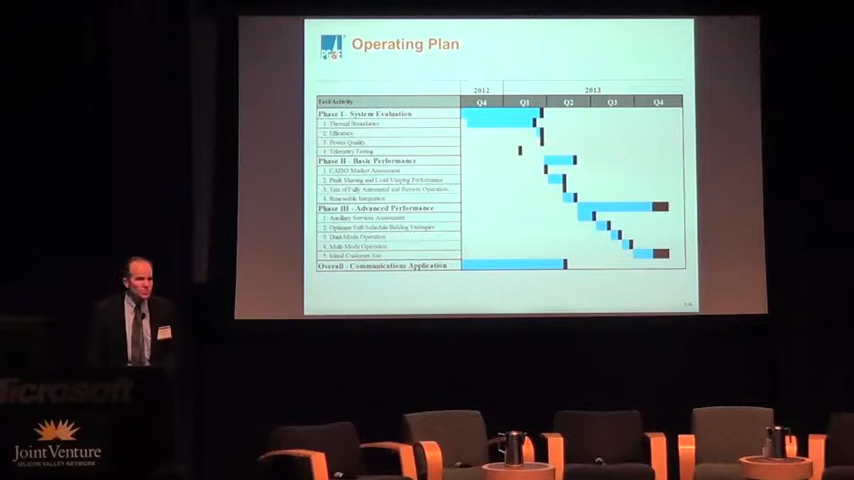 PG&E
Operating Plan
2012 2013
Q4 Q1 Q2 Q3 Q4
Test/Activity
Phase I - System Evaluation
1. Thermal Boundaries
2. Efficiency
3. Power Quality
4. Telemetry Testing
Phase II - Basic Performance
1. CAISO Market Assessment
2. Peak Shaving and Load Shaping Performance
3. Test of Fully Automated and Remote Operation
4. Renewable Integration
Phase III - Advanced Performance
1. Ancillary Services Assessment
2. Optimize Self-Schedule/Bidding Strategies
3. Dual-Mode Operation
4. Multi-Mode Operation
5. Island Customer Site
Overall - Communications Application
Microsoft
Joint Venture
SILICON VALLEY NETWORK